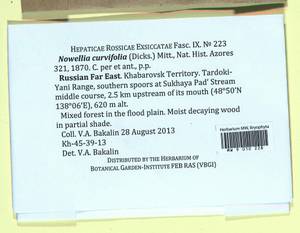 HEPATICAE ROSSICAE EXSICCATAE Fasc. IX. № 223
Nowellia curvifolia (Dicks.) Mitt., Nat. Hist. Azores
321, 1870, C. per et ant., p.p.
Russian Far East. Khabarovsk Territory. Tardoki-
Yani Range, southern spoors at Sukhaya Pad' Stream
middle course, 2.5 km upstream of its mouth (48°50'N
138°06'E), 620 m alt.
Mixed forest in the flood plain. Moist decaying wood
in partial shade.
Coll. V.A. Bakalin 28 August 2013
Kh-45-39-13
Det. V.A. Bakalin
DISTRIBUTED BY THE HERBARIUM OF
BOTANICAL GARDEN-INSTITUTE FEB RAS (VBGI)
Herbarium MW, Bryophyta